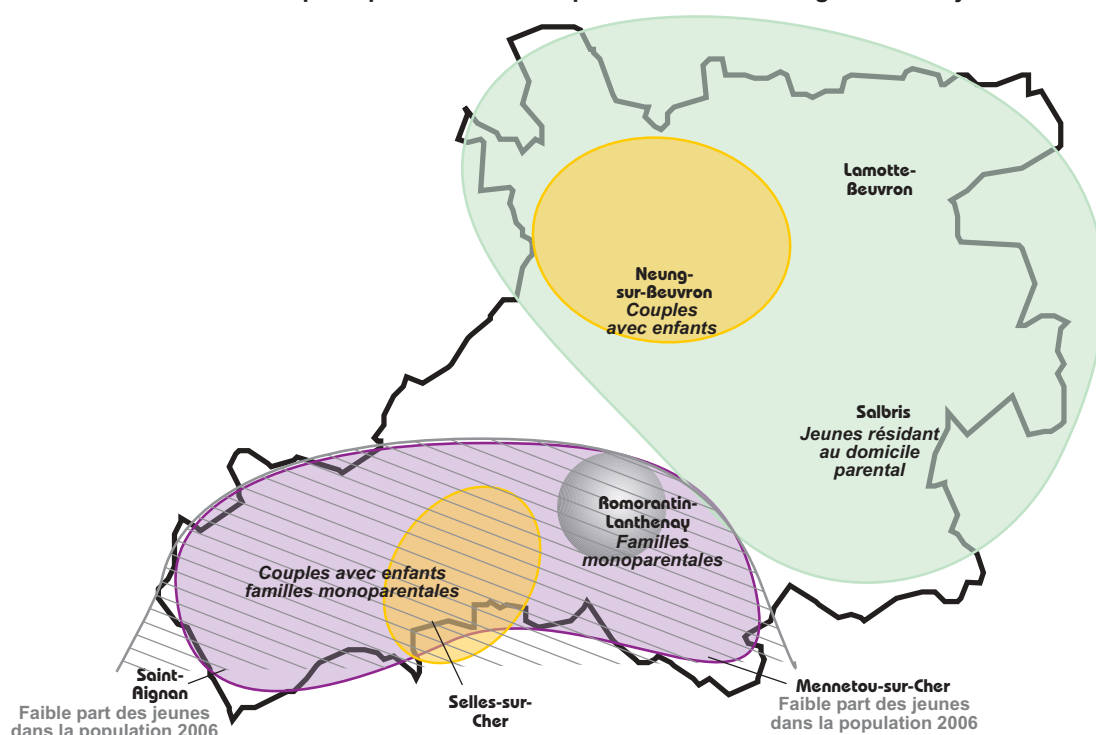 Lamotte-
Beuvron
Neung-
sur-Beuvron
Couples
avec enfants
Salbris
Jeunes résidant
au domicile
parental
Romorantin-
Lanthenay
Familles
monoparentales
Couples avec enfants
familles monoparentales
Saint-
Aignan
Faible part des jeunes
dans la population 2006
Selles-sur-
Cher
Mennetou-sur-Cher
Faible part des jeunes
dans la population 2006